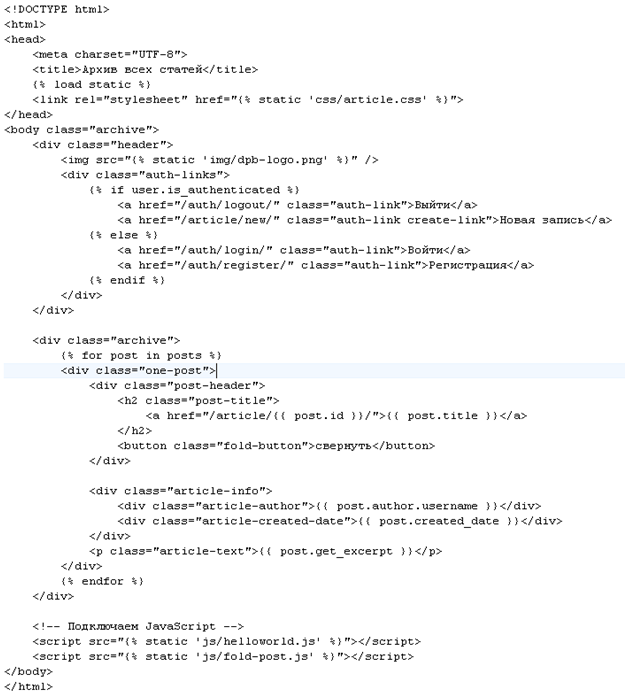 <!DOCTYPE html>
<html>
<head>
    <meta charset="UTF-8">
    <title>Архив всех статей</title>
    {% load static %}
    <link rel="stylesheet" href="{% static 'css/article.css' %}">
</head>
<body class="archive">
    <div class="header">
        <img src="{% static 'img/dpb-logo.png' %}" />
        <div class="auth-links">
            {% if user.is_authenticated %}
                <a href="/auth/logout/" class="auth-link">Выйти</a>
                <a href="/article/new/" class="auth-link create-link">Новая запись</a>
            {% else %}
                <a href="/auth/login/" class="auth-link">Войти</a>
                <a href="/auth/register/" class="auth-link">Регистрация</a>
            {% endif %}
        </div>
    </div>

    <div class="archive">
        {% for post in posts %}
        <div class="one-post">
            <div class="post-header">
                <h2 class="post-title">
                    <a href="/article/{{ post.id }}/">{{ post.title }}</a>
                </h2>
                <button class="fold-button">свернуть</button>
            </div>

            <div class="article-info">
                <div class="article-author">{{ post.author.username }}</div>
                <div class="article-created-date">{{ post.created_date }}</div>
            </div>
            <p class="article-text">{{ post.get_excerpt }}</p>
        </div>
        {% endfor %}
    </div>

    <!-- Подключаем JavaScript -->
    <script src="{% static 'js/helloworld.js' %}"></script>
    <script src="{% static 'js/fold-post.js' %}"></script>
</body>
</html>